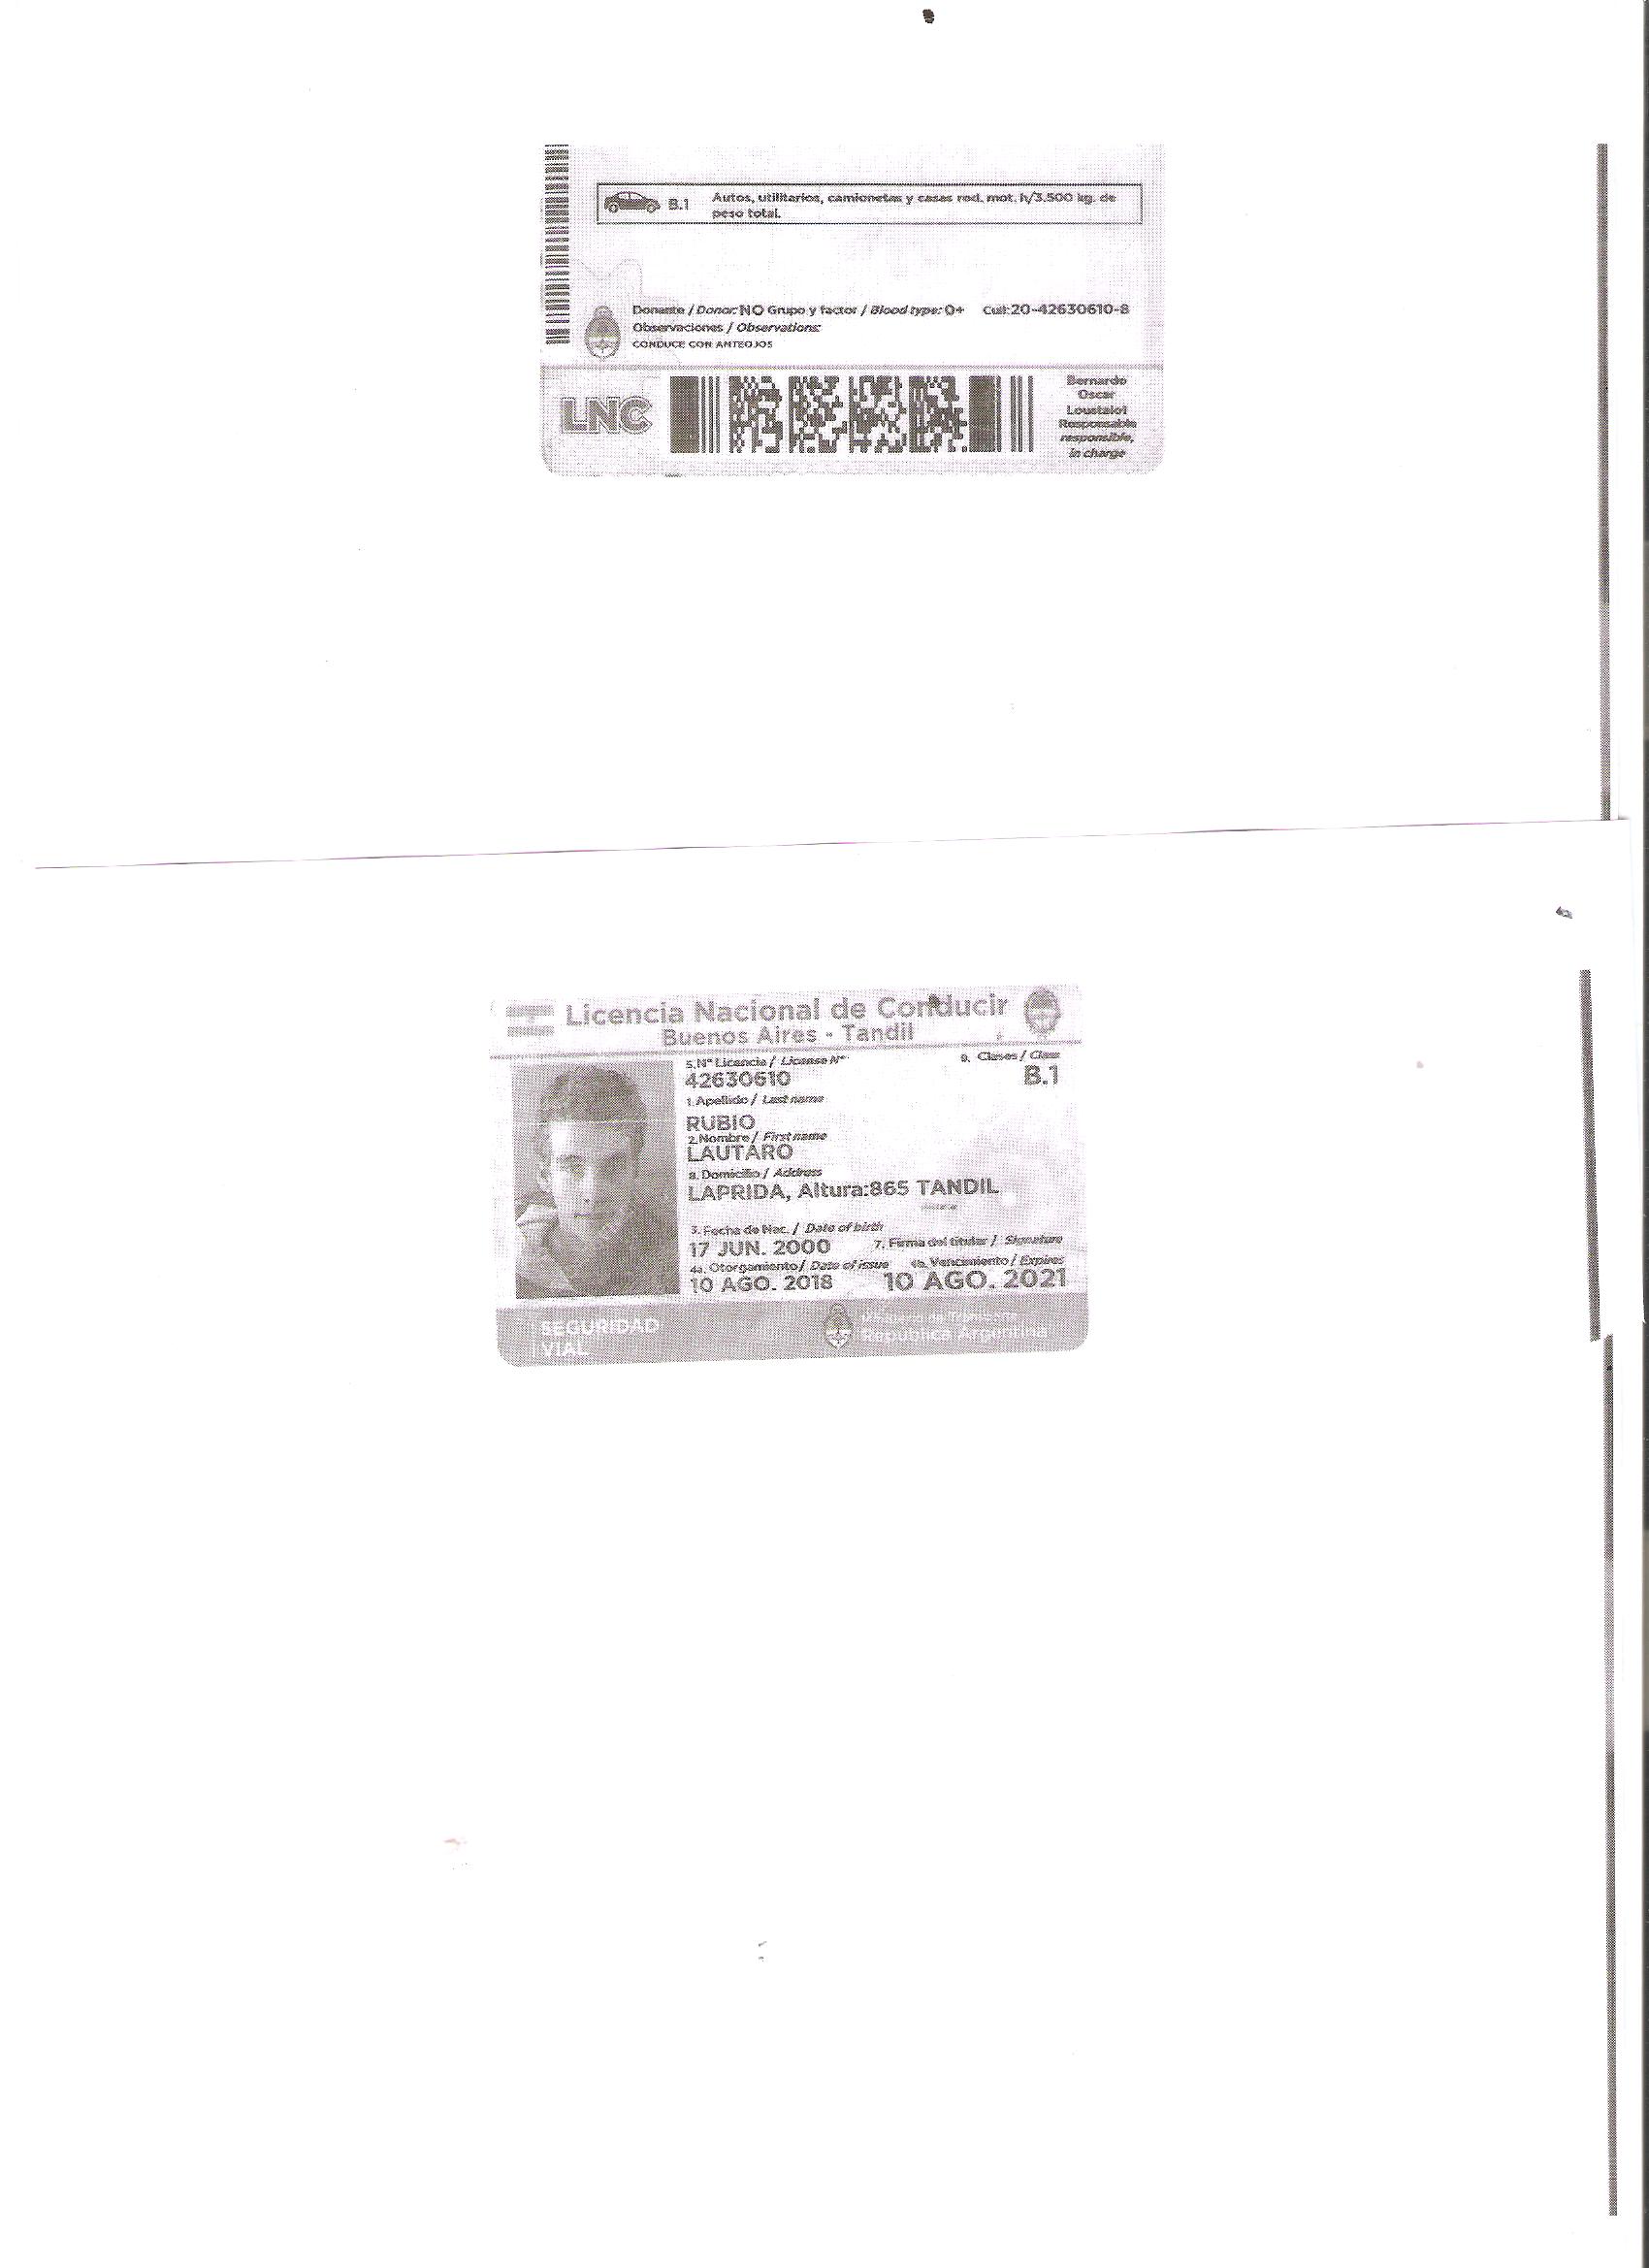 B.1 Autos, utilitarios, camionetas y casas rod. mot. h/3.500 kg. de
peso total.
Donante / Donor: NO Grupo y factor / Blood type: 0+ Cuil:20-42630610-8
Observaciones / Observations:
CONDUCE CON ANTEOJOS
LNC
Bernardo
Oscar
Loustalot
Responsable
responsible,
in charge
Licencia Nacional de Conducir
Buenos Aires - Tandil
5.Nº Licencia / License Nº
9. Clases / Class
42630610
B.1
1.Apellido / Last name
RUBIO
2.Nombre / First name
LAUTARO
8. Domicilio / Address
LAPRIDA, Altura:865 TANDIL
3. Fecha de Nac. / Date of birth
17 JUN. 2000
7. Firma del titular / Signature
4a. Otorgamiento / Date of issue
4b. Vencimiento / Expires
10 AGO. 2018
10 AGO. 2021
SEGURIDAD
VIAL
Ministerio de Transporte
República Argentina